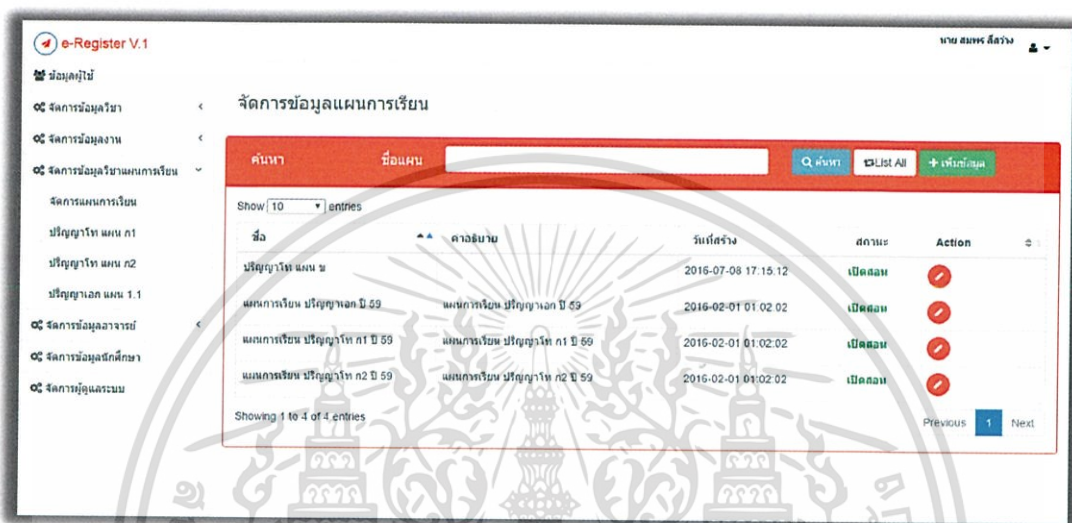 e-Register V.1
นาย สมพร สีสว่าง
ข้อมูลผู้ใช้
จัดการข้อมูลวิชา
จัดการข้อมูลงาน
จัดการข้อมูลวิชาแผนการเรียน
จัดการแผนการเรียน
ปริญญาโท แผน ก1
ปริญญาโท แผน ก2
ปริญญาเอก แผน 1.1
จัดการข้อมูลอาจารย์
จัดการข้อมูลนักศึกษา
จัดการผู้ดูแลระบบ
จัดการข้อมูลแผนการเรียน
ค้นหา ชื่อแผน ค้นหา List All + เพิ่มข้อมูล
Show 10 entries
ชื่อ คำอธิบาย วันที่สร้าง สถานะ Action
ปริญญาโท แผน ข 2016-07-08 17:15:12 เปิดสอน
แผนการเรียน ปริญญาเอก ปี 59 แผนการเรียน ปริญญาเอก ปี 59 2016-02-01 01:02:02 เปิดสอน
แผนการเรียน ปริญญาโท ก1 ปี 59 แผนการเรียน ปริญญาโท ก1 ปี 59 2016-02-01 01:02:02 เปิดสอน
แผนการเรียน ปริญญาโท ก2 ปี 59 แผนการเรียน ปริญญาโท ก2 ปี 59 2016-02-01 01:02:02 เปิดสอน
Showing 1 to 4 of 4 entries
Previous 1 Next